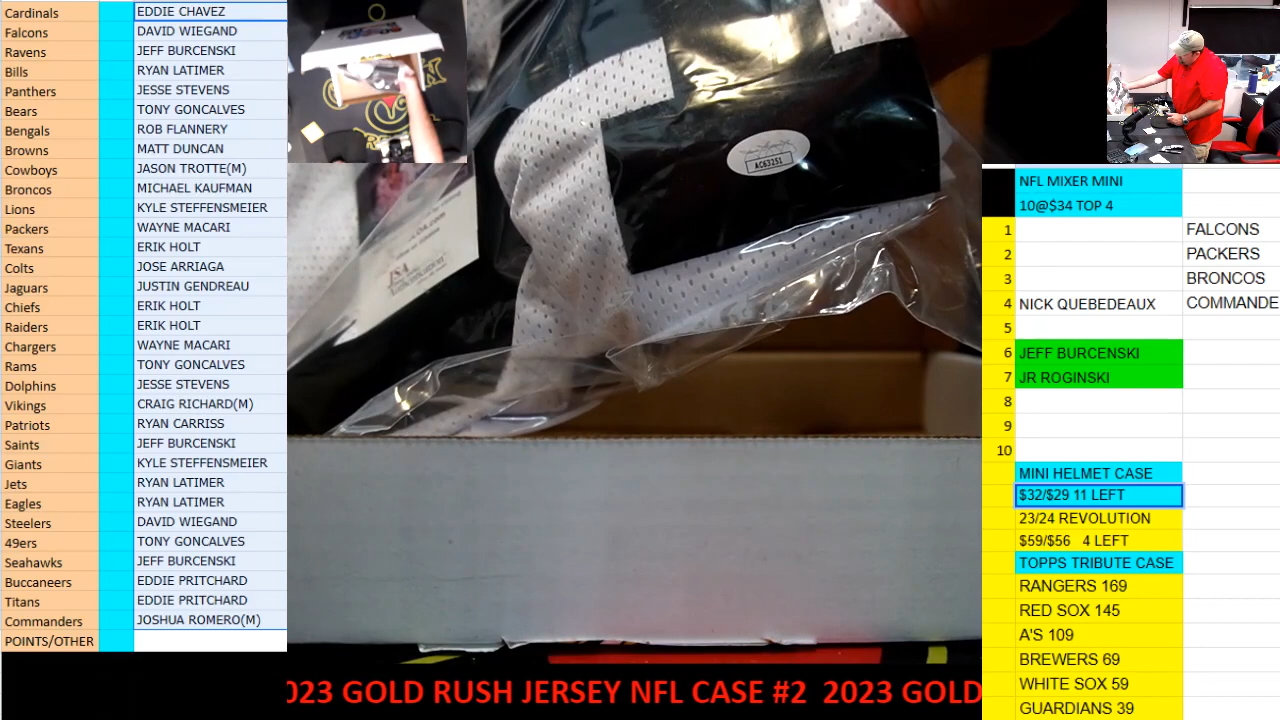 Cardinals EDDIE CHAVEZ
Falcons DAVID WIEGAND
Ravens JEFF BURCENSKI
Bills RYAN LATIMER
Panthers JESSE STEVENS
Bears TONY GONCALVES
Bengals ROB FLANNERY
Browns MATT DUNCAN
Cowboys JASON TROTTE(M)
Broncos MICHAEL KAUFMAN
Lions KYLE STEFFENSMEIER
Packers WAYNE MACARI
Texans ERIK HOLT
Colts JOSE ARRIAGA
Jaguars JUSTIN GENDREAU
Chiefs ERIK HOLT
Raiders ERIK HOLT
Chargers WAYNE MACARI
Rams TONY GONCALVES
Dolphins JESSE STEVENS
Vikings CRAIG RICHARD(M)
Patriots RYAN CARRISS
Saints JEFF BURCENSKI
Giants KYLE STEFFENSMEIER
Jets RYAN LATIMER
Eagles RYAN LATIMER
Steelers DAVID WIEGAND
49ers TONY GONCALVES
Seahawks JEFF BURCENSKI
Buccaneers EDDIE PRITCHARD
Titans EDDIE PRITCHARD
Commanders JOSHUA ROMERO(M)
POINTS/OTHER
AC63251
JSA
Authentication
NFL MIXER MINI
10@$34 TOP 4
1 FALCONS
2 PACKERS
3 BRONCOS
4 NICK QUEBEDEAUX COMMANDE
5
6 JEFF BURCENSKI
7 JR ROGINSKI
8
9
10
MINI HELMET CASE
$32/$29 11 LEFT
23/24 REVOLUTION
$59/$56 4 LEFT
TOPPS TRIBUTE CASE
RANGERS 169
RED SOX 145
A'S 109
BREWERS 69
WHITE SOX 59
GUARDIANS 39
023 GOLD RUSH JERSEY NFL CASE #2 2023 GOLD